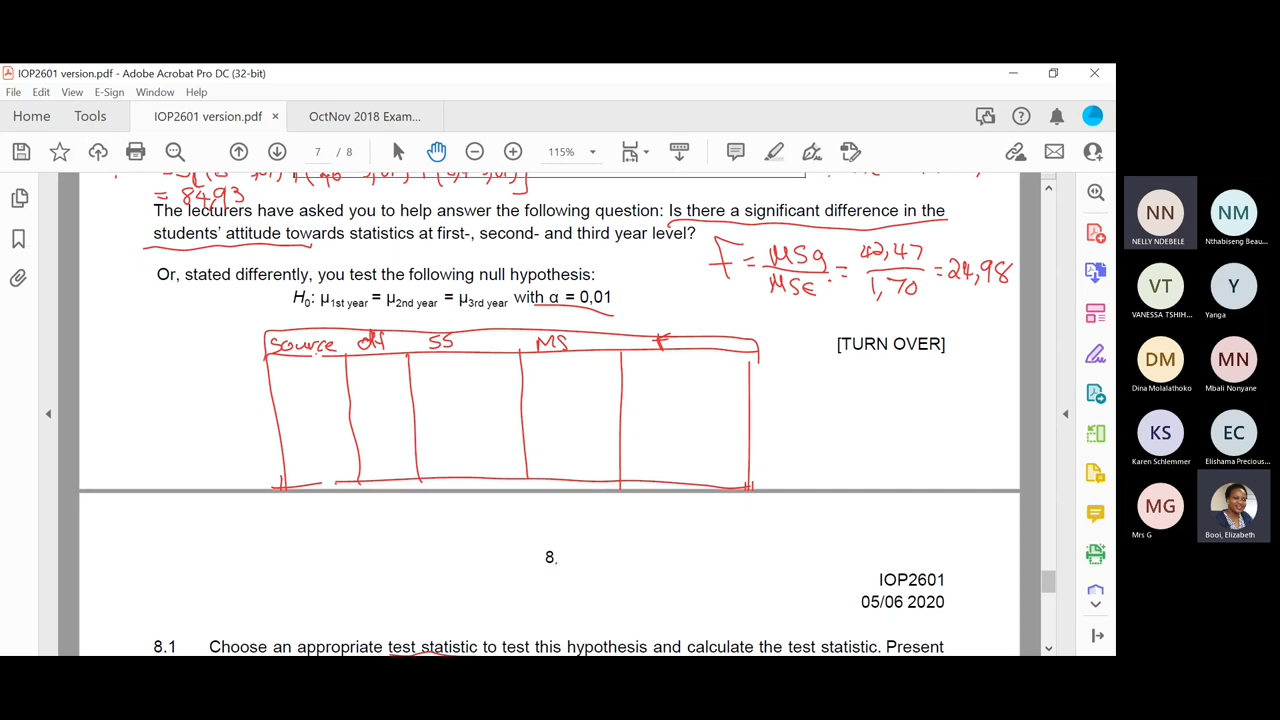 IOP2601 version.pdf - Adobe Acrobat Pro DC (32-bit)
File Edit View E-Sign Window Help
Home Tools IOP2601 version.pdf × OctNov 2018 Exam...
7 / 8 115%
= 84,93
The lecturers have asked you to help answer the following question: Is there a significant difference in the
students' attitude towards statistics at first-, second- and third year level?
F = MSG / MSE = 42,47 / 1,70 = 24,98
Or, stated differently, you test the following null hypothesis:
H₀: μ1st year = μ2nd year = μ3rd year with α = 0,01
source df SS MS F
[TURN OVER]
8.
IOP2601
05/06 2020
8.1 Choose an appropriate test statistic to test this hypothesis and calculate the test statistic. Present
NN
NELLY NDEBELE
NM
Nthabiseng Beau...
VT
VANESSA TSHIH...
Y
Yanga
DM
Dina Molalathoko
MN
Mbali Nonyane
KS
Karen Schlemmer
EC
Elishama Precious...
MG
Mrs G
Booi, Elizabeth